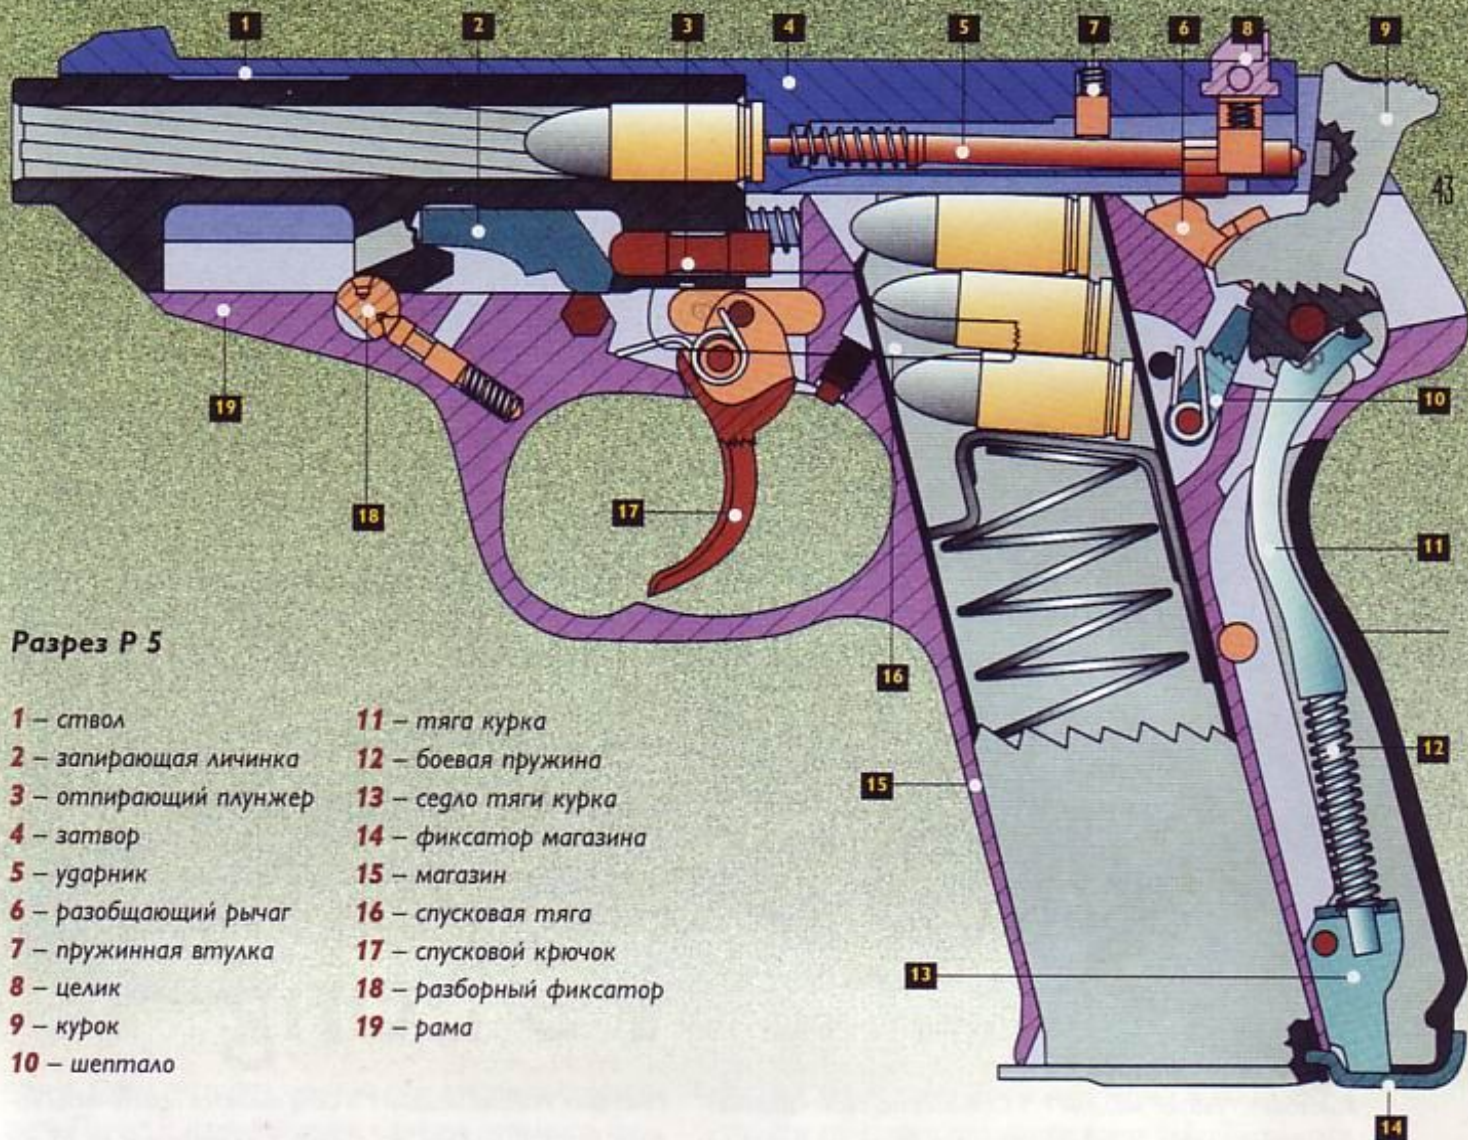 1
2
3
4
5
7
6
8
9
43
10
19
18
17
11
Разрез Р 5
16
12
15
13
14
1 – ствол
2 – запирающая личинка
3 – отпирающий плунжер
4 – затвор
5 – ударник
6 – разобщающий рычаг
7 – пружинная втулка
8 – целик
9 – курок
10 – шептало
11 – тяга курка
12 – боевая пружина
13 – седло тяги курка
14 – фиксатор магазина
15 – магазин
16 – спусковая тяга
17 – спусковой крючок
18 – разборный фиксатор
19 – рама